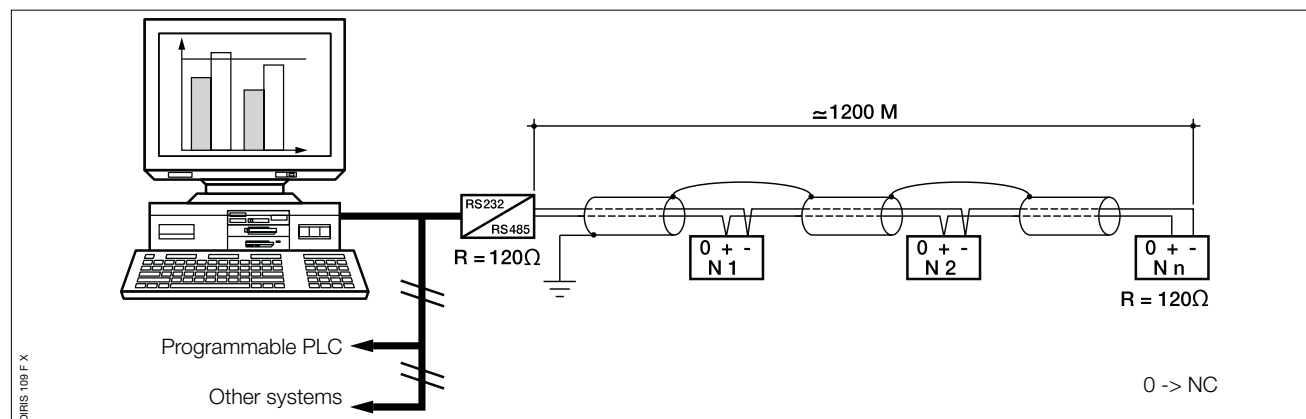 ≃1200 M
RS232
RS485
R = 120Ω
0 + -
N 1
0 + -
N 2
0 + -
N n
R = 120Ω
Programmable PLC
Other systems
0 -> NC
DIRIS 109 F X